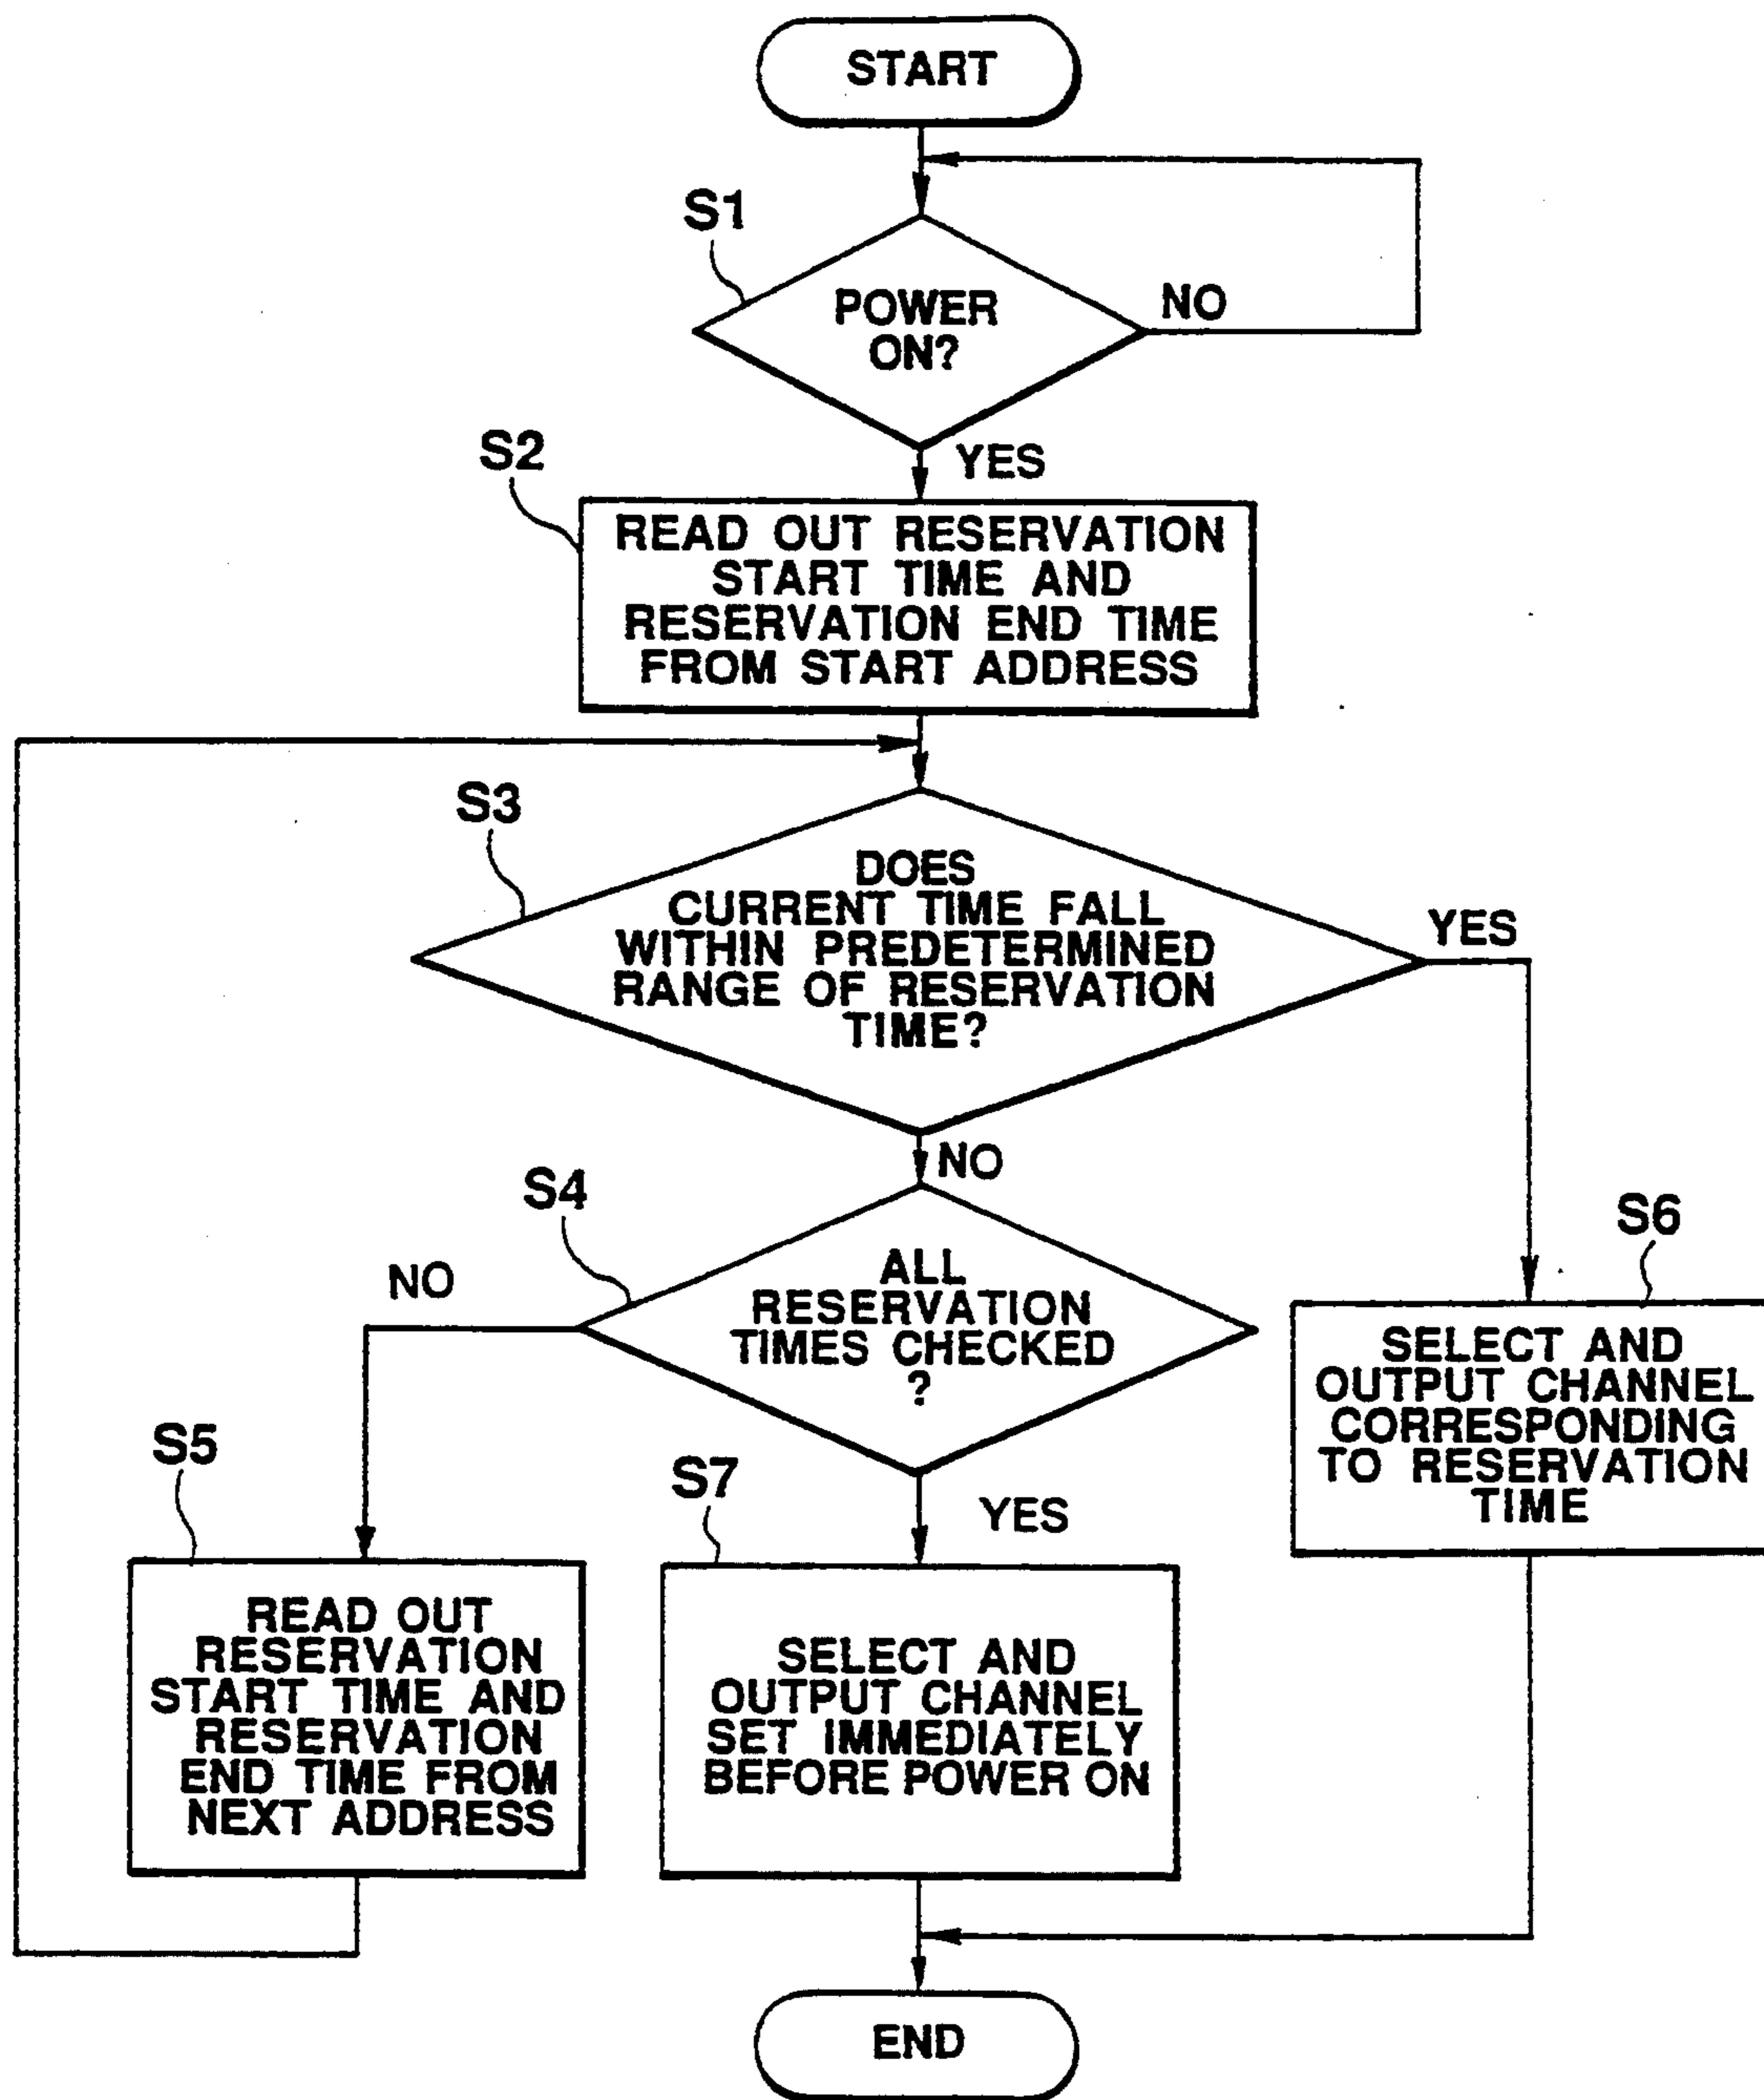 START
S1
POWER
ON?
NO
YES
S2
READ OUT RESERVATION
START TIME AND
RESERVATION END TIME
FROM START ADDRESS
S3
DOES
CURRENT TIME FALL
WITHIN PREDETERMINED
RANGE OF RESERVATION
TIME?
YES
NO
S4
ALL
RESERVATION
TIMES CHECKED
?
NO
YES
S6
SELECT AND
OUTPUT CHANNEL
CORRESPONDING
TO RESERVATION
TIME
S5
READ OUT
RESERVATION
START TIME AND
RESERVATION
END TIME FROM
NEXT ADDRESS
S7
SELECT AND
OUTPUT CHANNEL
SET IMMEDIATELY
BEFORE POWER ON
END